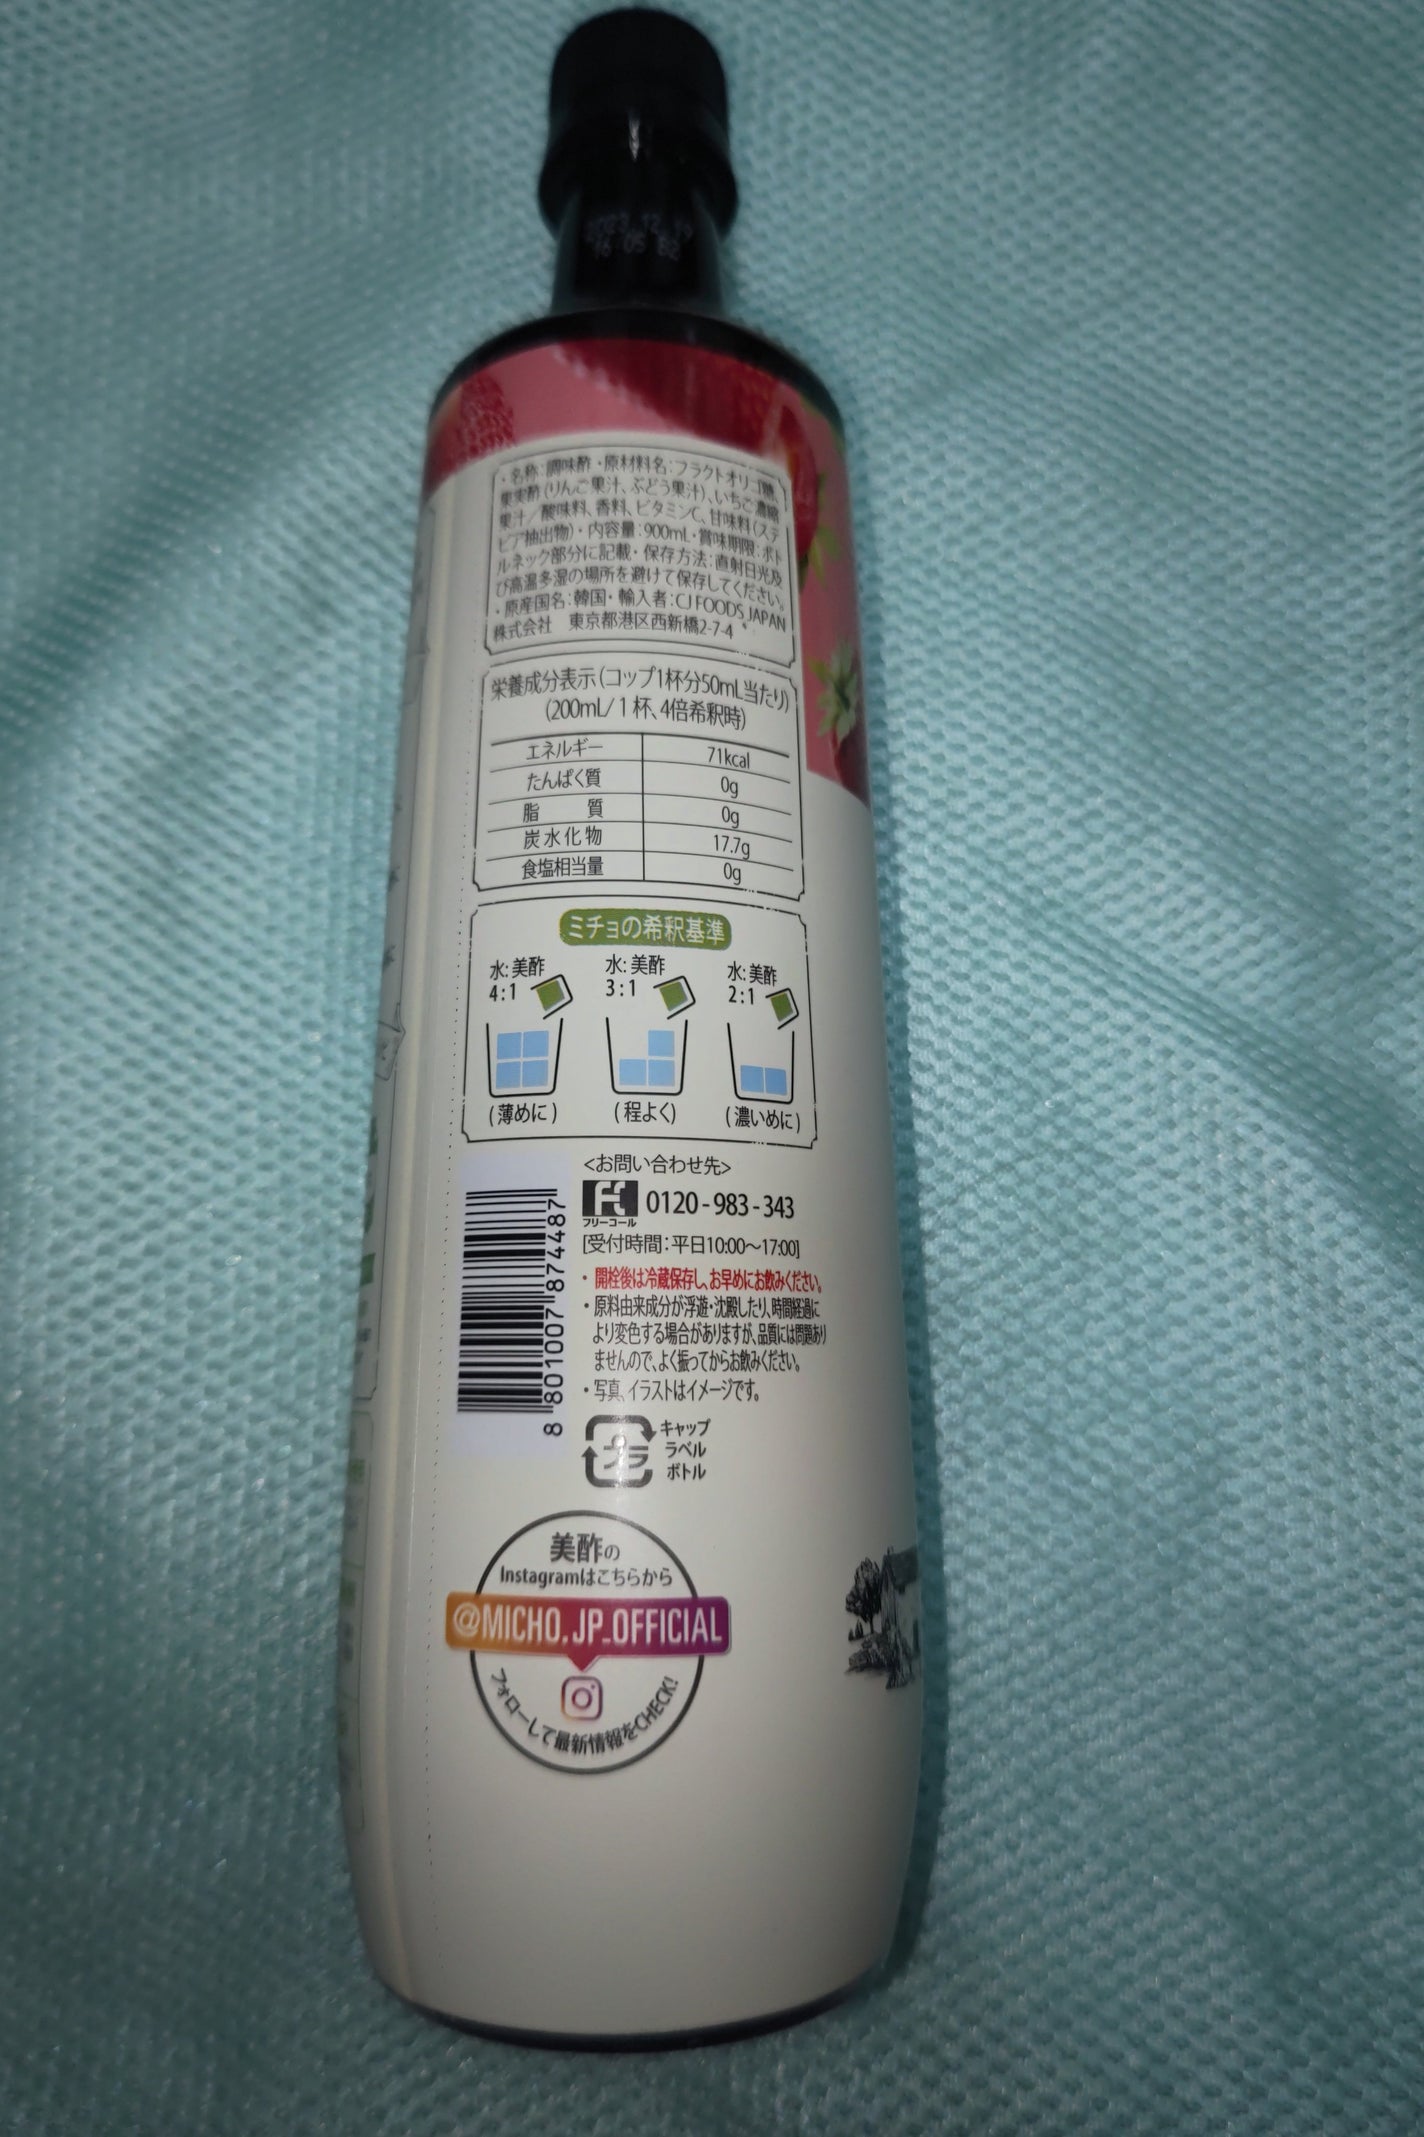 2023.12.19
・名称：調味酢・原材料名：フラクトオリゴ糖、
果実酢（りんご果汁、ぶどう果汁）、いちご濃縮
果汁／酸味料、香料、ビタミンC、甘味料（ステ
ビア抽出物）・内容量：900mL・賞味期限：ボト
ルネック部分に記載・保存方法：直射日光及
び高温多湿の場所を避けて保存してください。
・原産国名：韓国・輸入者：CJ FOODS JAPAN
株式会社　東京都港区西新橋2-7-4
栄養成分表示（コップ1杯分50mL当たり）
（200mL/１杯、4倍希釈時）
エネルギー 71kcal
たんぱく質 0g
脂　　質 0g
炭水化物 17.7g
食塩相当量 0g
ミチョの希釈基準
水：美酢 水：美酢 水：美酢
4：1 3：1 2：1
（薄めに） （程よく） （濃いめに）
<お問い合わせ先>
フリーコール 0120-983-343
[受付時間：平日10:00〜17:00]
・開栓後は冷蔵保存し、お早めにお飲みください。
・原料由来成分が浮遊・沈殿したり、時間経過に
より変色する場合がありますが、品質には問題あり
ませんので、よく振ってからお飲みください。
・写真、イラストはイメージです。
8 801007 874487
プラ
キャップ
ラベル
ボトル
美酢の
Instagramはこちらから
@MICHO.JP_OFFICIAL
フォローして最新情報をCHECK!